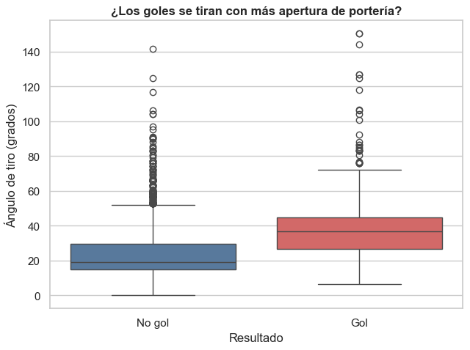 ¿Los goles se tiran con más apertura de portería?
Ángulo de tiro (grados)
140
120
100
80
60
40
20
0
No gol
Gol
Resultado